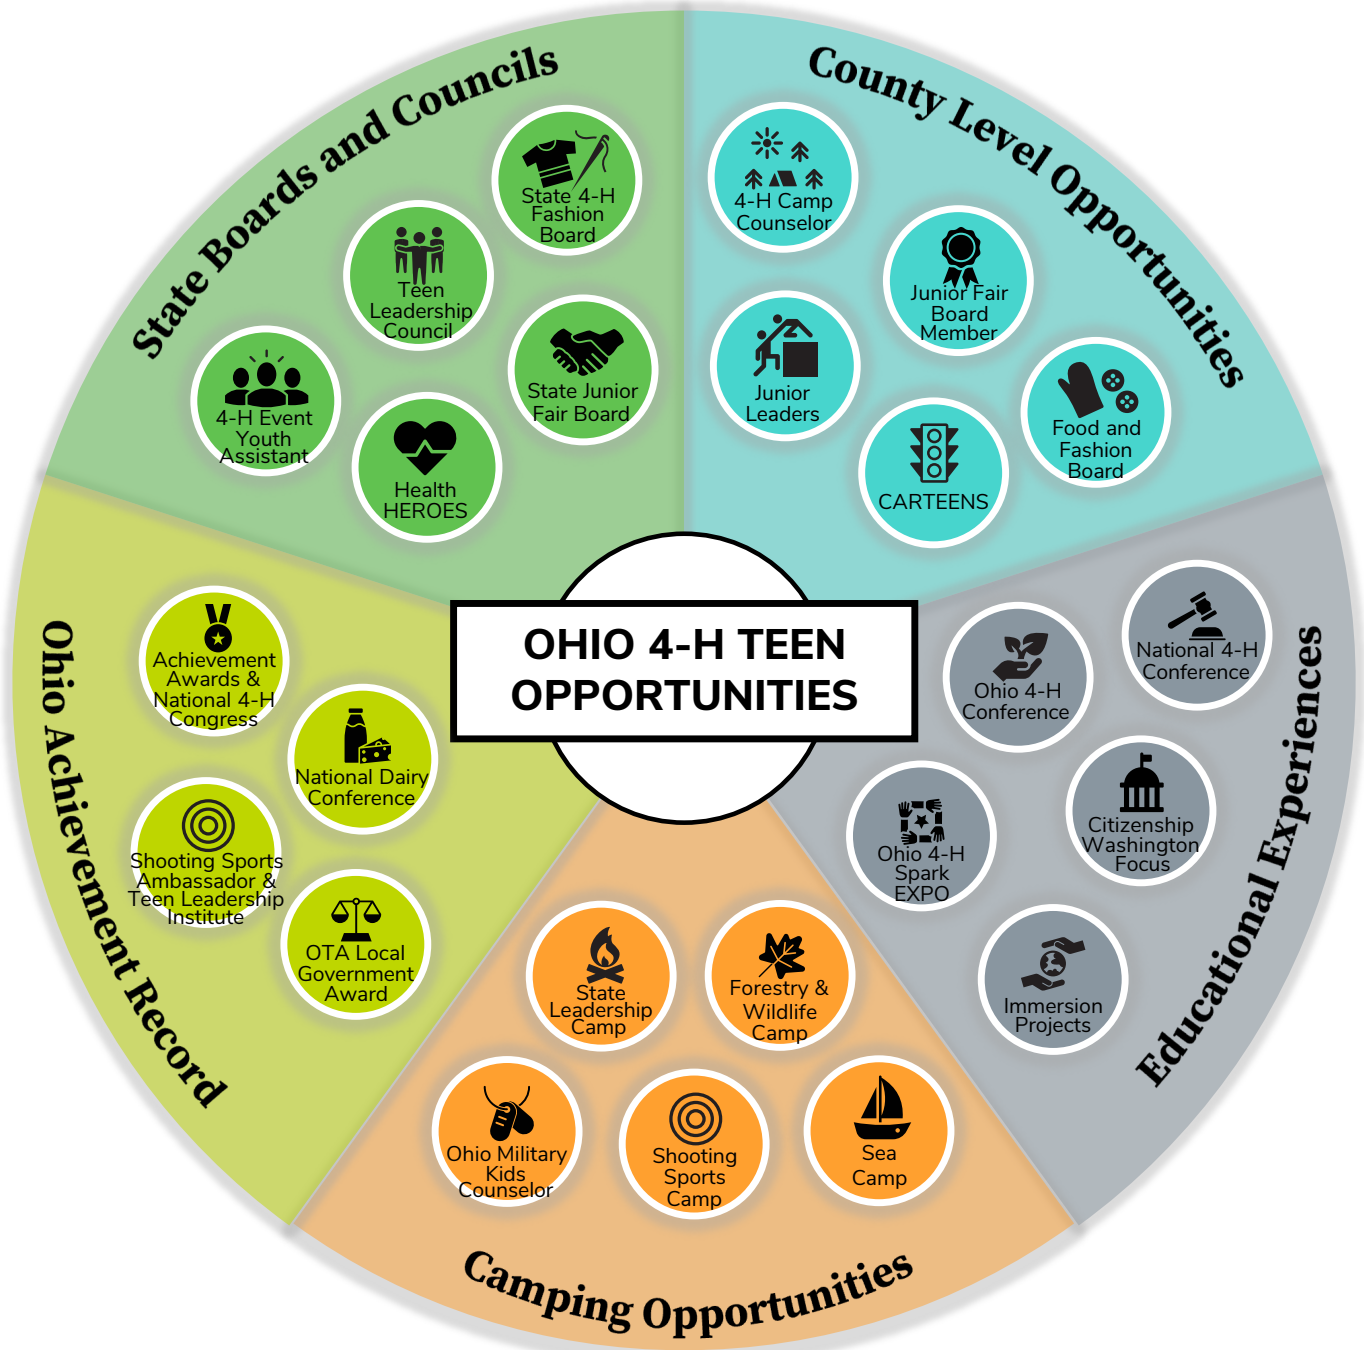 OHIO 4-H TEEN
OPPORTUNITIES
State Boards and Councils
State 4-H
Fashion
Board
Teen
Leadership
Council
State Junior
Fair Board
4-H Event
Youth
Assistant
Health
HEROES
County Level Opportunities
4-H Camp
Counselor
Junior Fair
Board
Member
Junior
Leaders
Food and
Fashion
Board
CARTEENS
Educational Experiences
National 4-H
Conference
Ohio 4-H
Conference
Citizenship
Washington
Focus
Ohio 4-H
Spark
EXPO
Immersion
Projects
Camping Opportunities
State
Leadership
Camp
Forestry &
Wildlife
Camp
Ohio Military
Kids
Counselor
Shooting
Sports
Camp
Sea
Camp
Ohio Achievement Record
Achievement
Awards &
National 4-H
Congress
National Dairy
Conference
Shooting Sports
Ambassador &
Teen Leadership
Institute
OTA Local
Government
Award